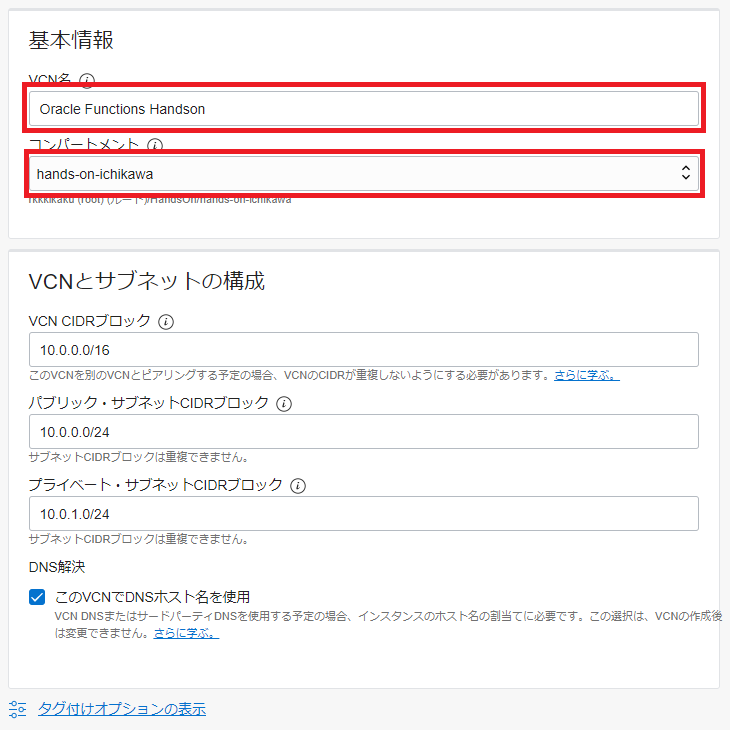 基本情報
VCN名
Oracle Functions Handson
コンパートメント
hands-on-ichikawa
rkkkikaku (root) (ルート)/HandsOn/hands-on-ichikawa
VCNとサブネットの構成
VCN CIDRブロック
10.0.0.0/16
このVCNを別のVCNとピアリングする予定の場合、VCNのCIDRが重複しないようにする必要があります。さらに学ぶ。
パブリック・サブネットCIDRブロック
10.0.0.0/24
サブネットCIDRブロックは重複できません。
プライベート・サブネットCIDRブロック
10.0.1.0/24
サブネットCIDRブロックは重複できません。
DNS解決
このVCNでDNSホスト名を使用
VCN DNSまたはサードパーティDNSを使用する予定の場合、インスタンスのホスト名の割当てに必要です。この選択は、VCNの作成後
は変更できません。さらに学ぶ。
タグ付けオプションの表示